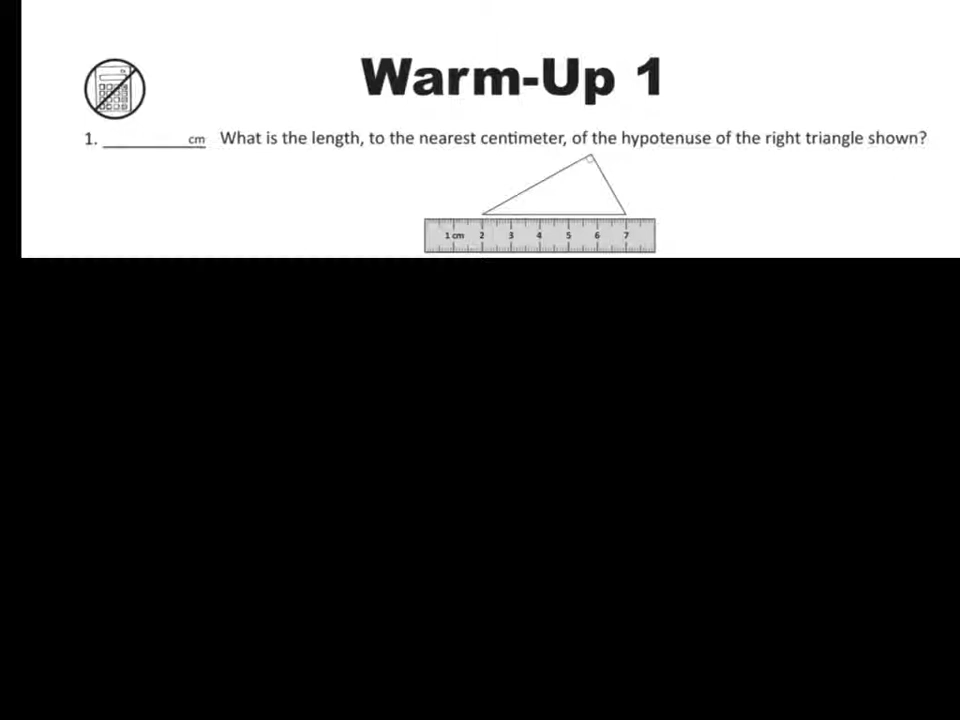 Warm-Up 1
1. __________ cm What is the length, to the nearest centimeter, of the hypotenuse of the right triangle shown?
1 cm 2 3 4 5 6 7